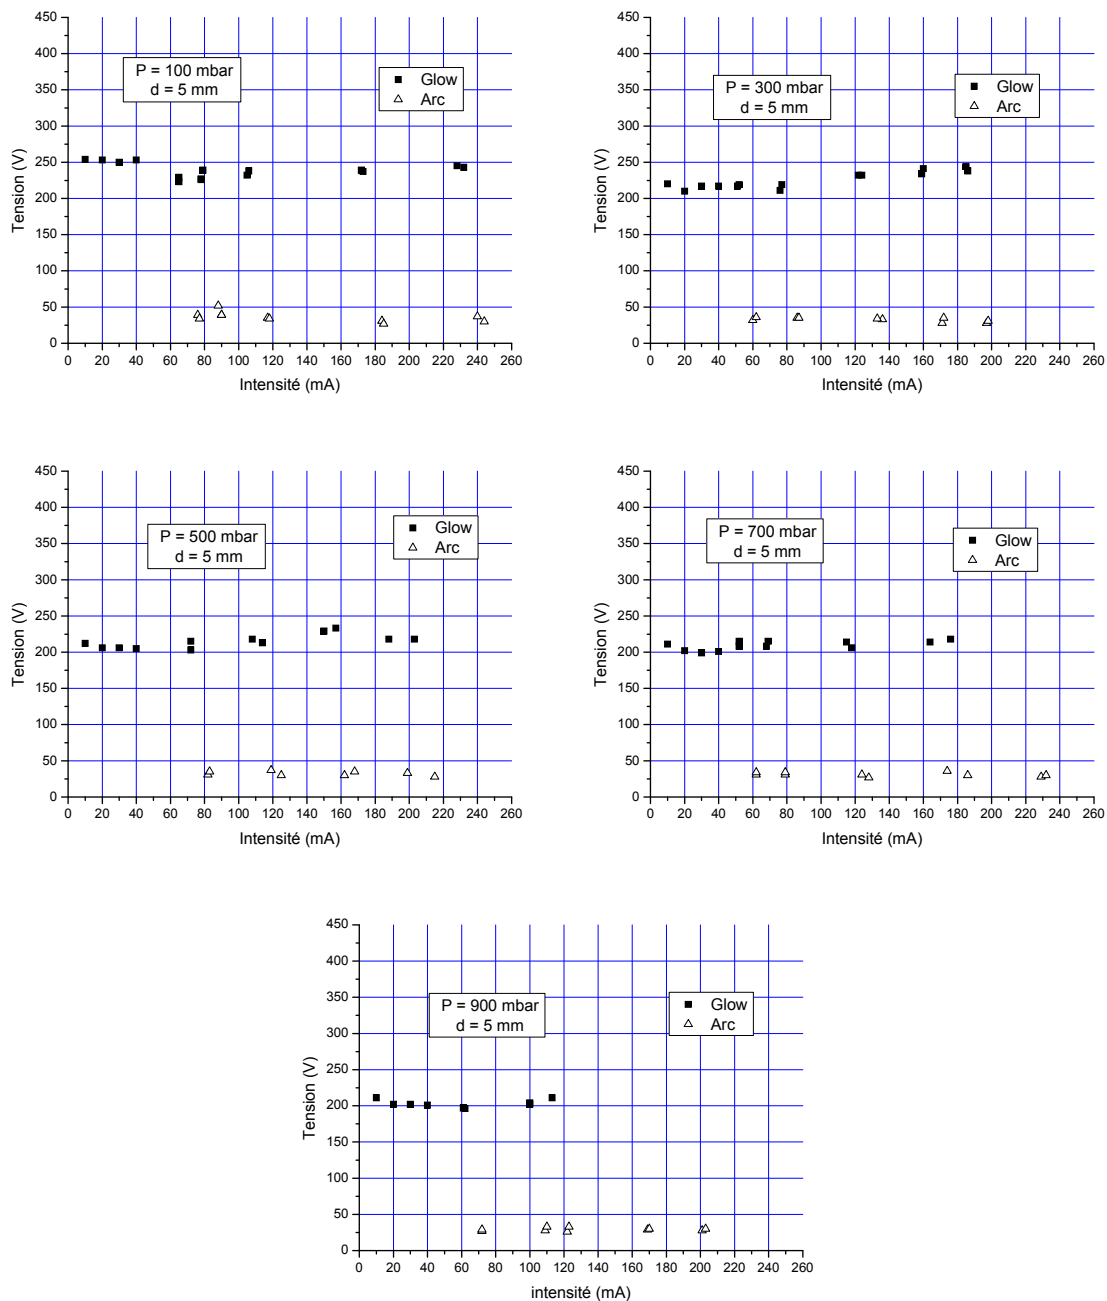 450
400
350
300
250
200
150
100
50
0
Tension (V)
P = 100 mbar
d = 5 mm
Glow
Arc
0 20 40 60 80 100 120 140 160 180 200 220 240 260
Intensité (mA)
450
400
350
300
250
200
150
100
50
0
Tension (V)
P = 300 mbar
d = 5 mm
Glow
Arc
0 20 40 60 80 100 120 140 160 180 200 220 240 260
Intensité (mA)
450
400
350
300
250
200
150
100
50
0
Tension (V)
P = 500 mbar
d = 5 mm
Glow
Arc
0 20 40 60 80 100 120 140 160 180 200 220 240 260
Intensité (mA)
450
400
350
300
250
200
150
100
50
0
Tension (V)
P = 700 mbar
d = 5 mm
Glow
Arc
0 20 40 60 80 100 120 140 160 180 200 220 240 260
Intensité (mA)
450
400
350
300
250
200
150
100
50
0
Tension (V)
P = 900 mbar
d = 5 mm
Glow
Arc
0 20 40 60 80 100 120 140 160 180 200 220 240 260
intensité (mA)